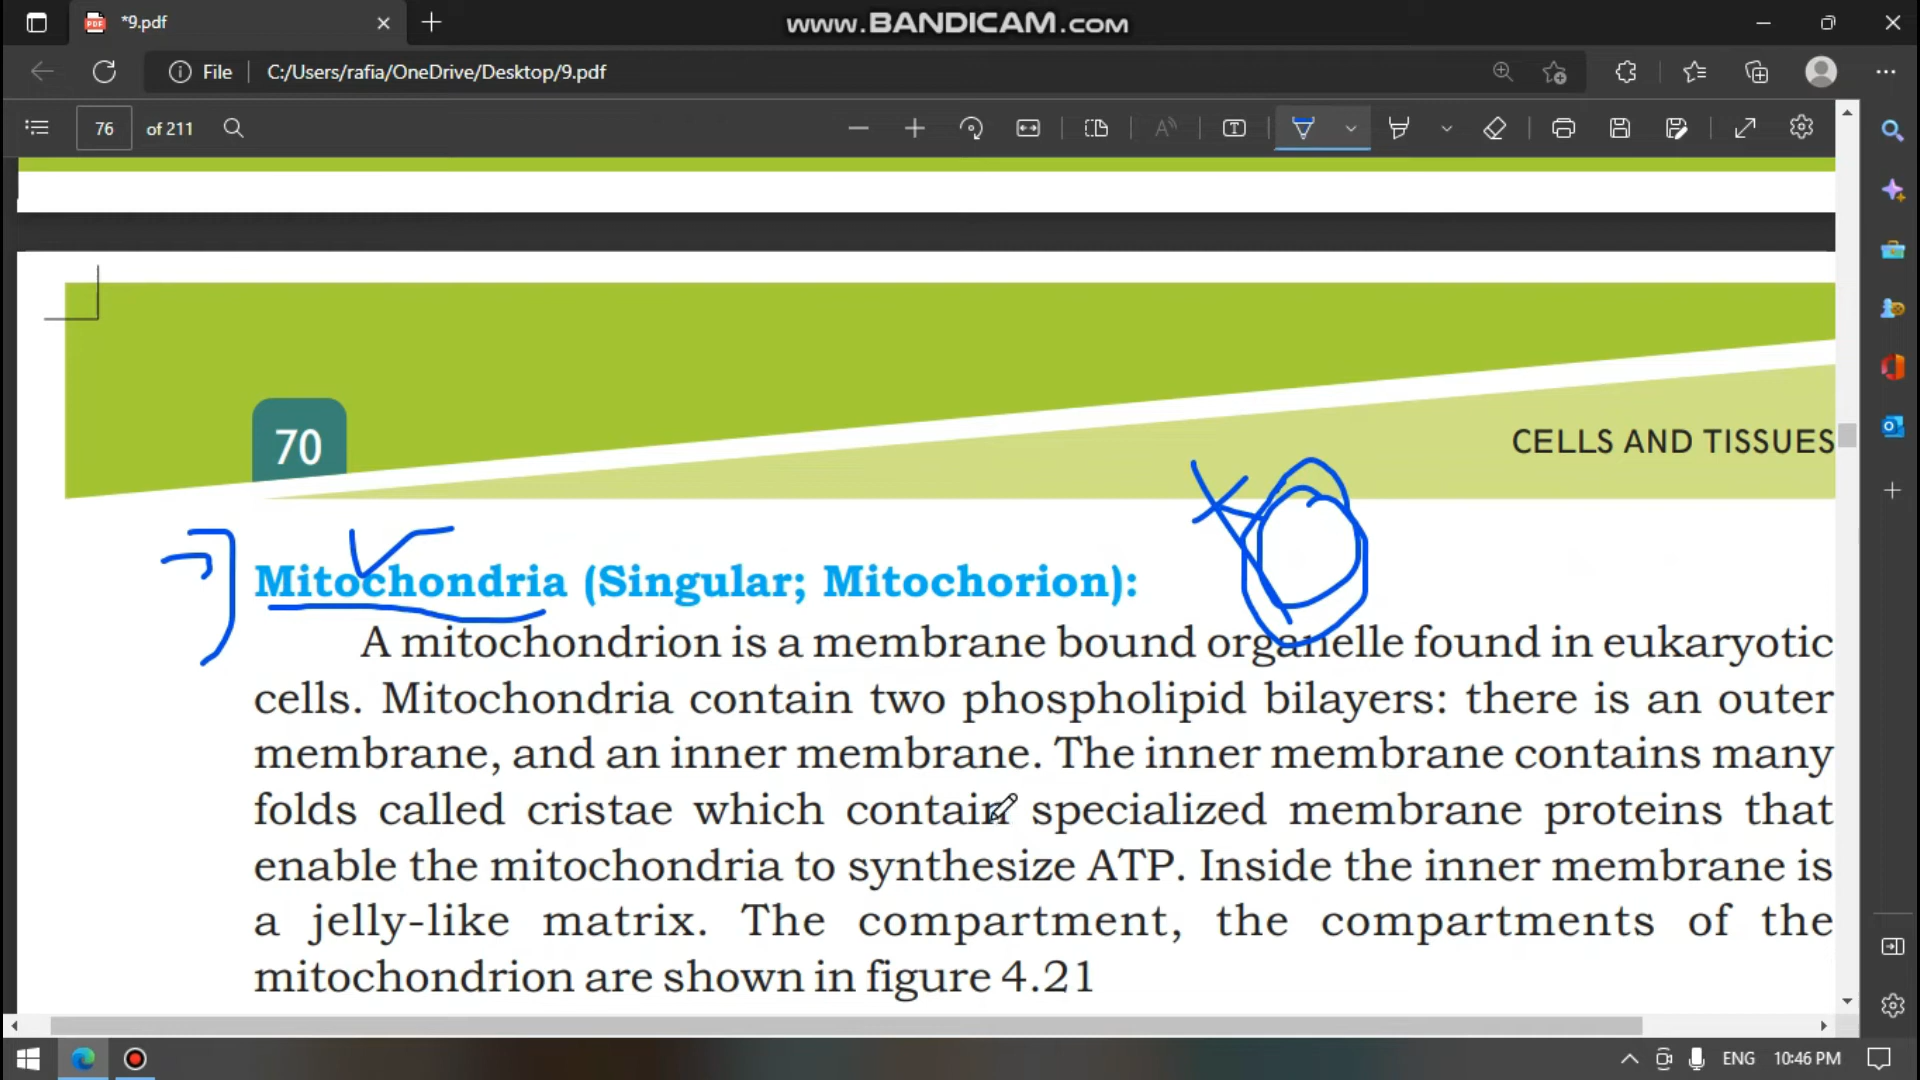 *9.pdf
www.BANDICAM.com
File
C:/Users/rafia/OneDrive/Desktop/9.pdf
76 of 211
70
CELLS AND TISSUES
Mitochondria (Singular; Mitochorion):
A mitochondrion is a membrane bound organelle found in eukaryotic
cells. Mitochondria contain two phospholipid bilayers: there is an outer
membrane, and an inner membrane. The inner membrane contains many
folds called cristae which contain specialized membrane proteins that
enable the mitochondria to synthesize ATP. Inside the inner membrane is
a jelly-like matrix. The compartment, the compartments of the
mitochondrion are shown in figure 4.21
ENG 10:46 PM